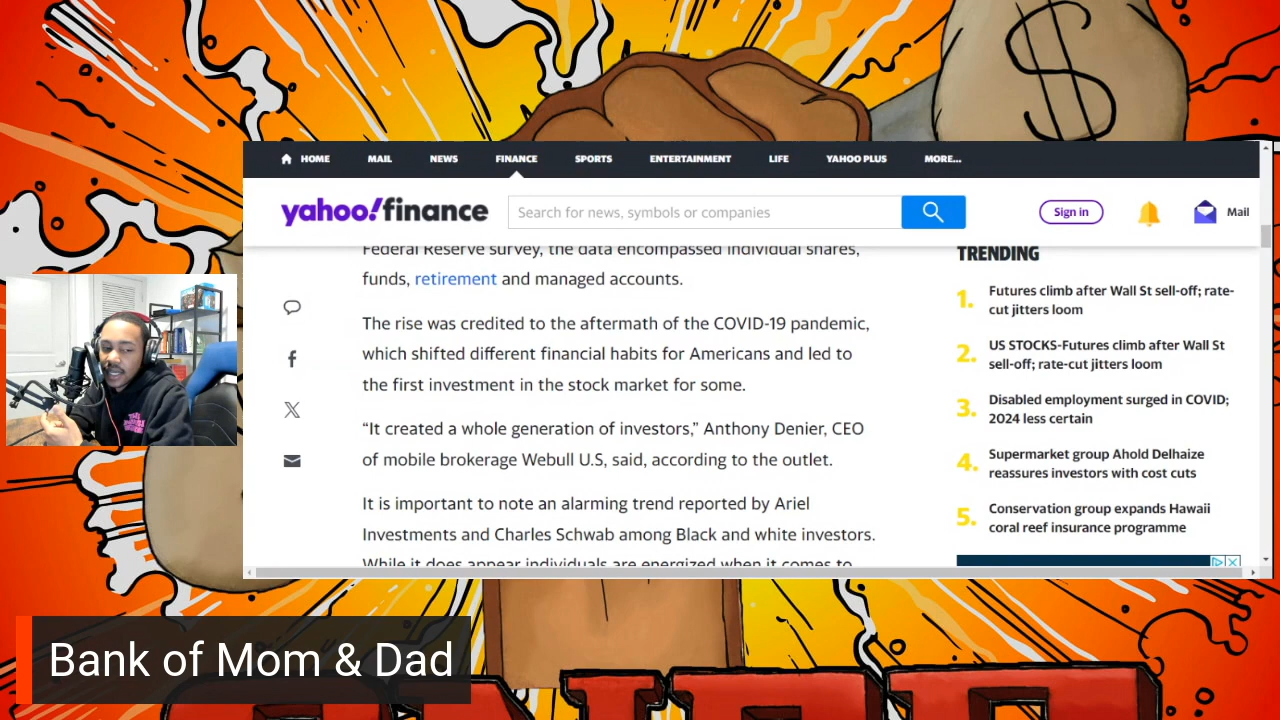 HOME MAIL NEWS FINANCE SPORTS ENTERTAINMENT LIFE YAHOO PLUS MORE...
yahoo!finance
Search for news, symbols or companies
Sign in
Mail
Federal Reserve survey, the data encompassed individual shares,
funds, retirement and managed accounts.
The rise was credited to the aftermath of the COVID-19 pandemic,
which shifted different financial habits for Americans and led to
the first investment in the stock market for some.
“It created a whole generation of investors,” Anthony Denier, CEO
of mobile brokerage Webull U.S, said, according to the outlet.
It is important to note an alarming trend reported by Ariel
Investments and Charles Schwab among Black and white investors.
While it does appear individuals are energized when it comes to
TRENDING
1. Futures climb after Wall St sell-off; rate-
cut jitters loom
2. US STOCKS-Futures climb after Wall St
sell-off; rate-cut jitters loom
3. Disabled employment surged in COVID;
2024 less certain
4. Supermarket group Ahold Delhaize
reassures investors with cost cuts
5. Conservation group expands Hawaii
coral reef insurance programme
Bank of Mom & Dad